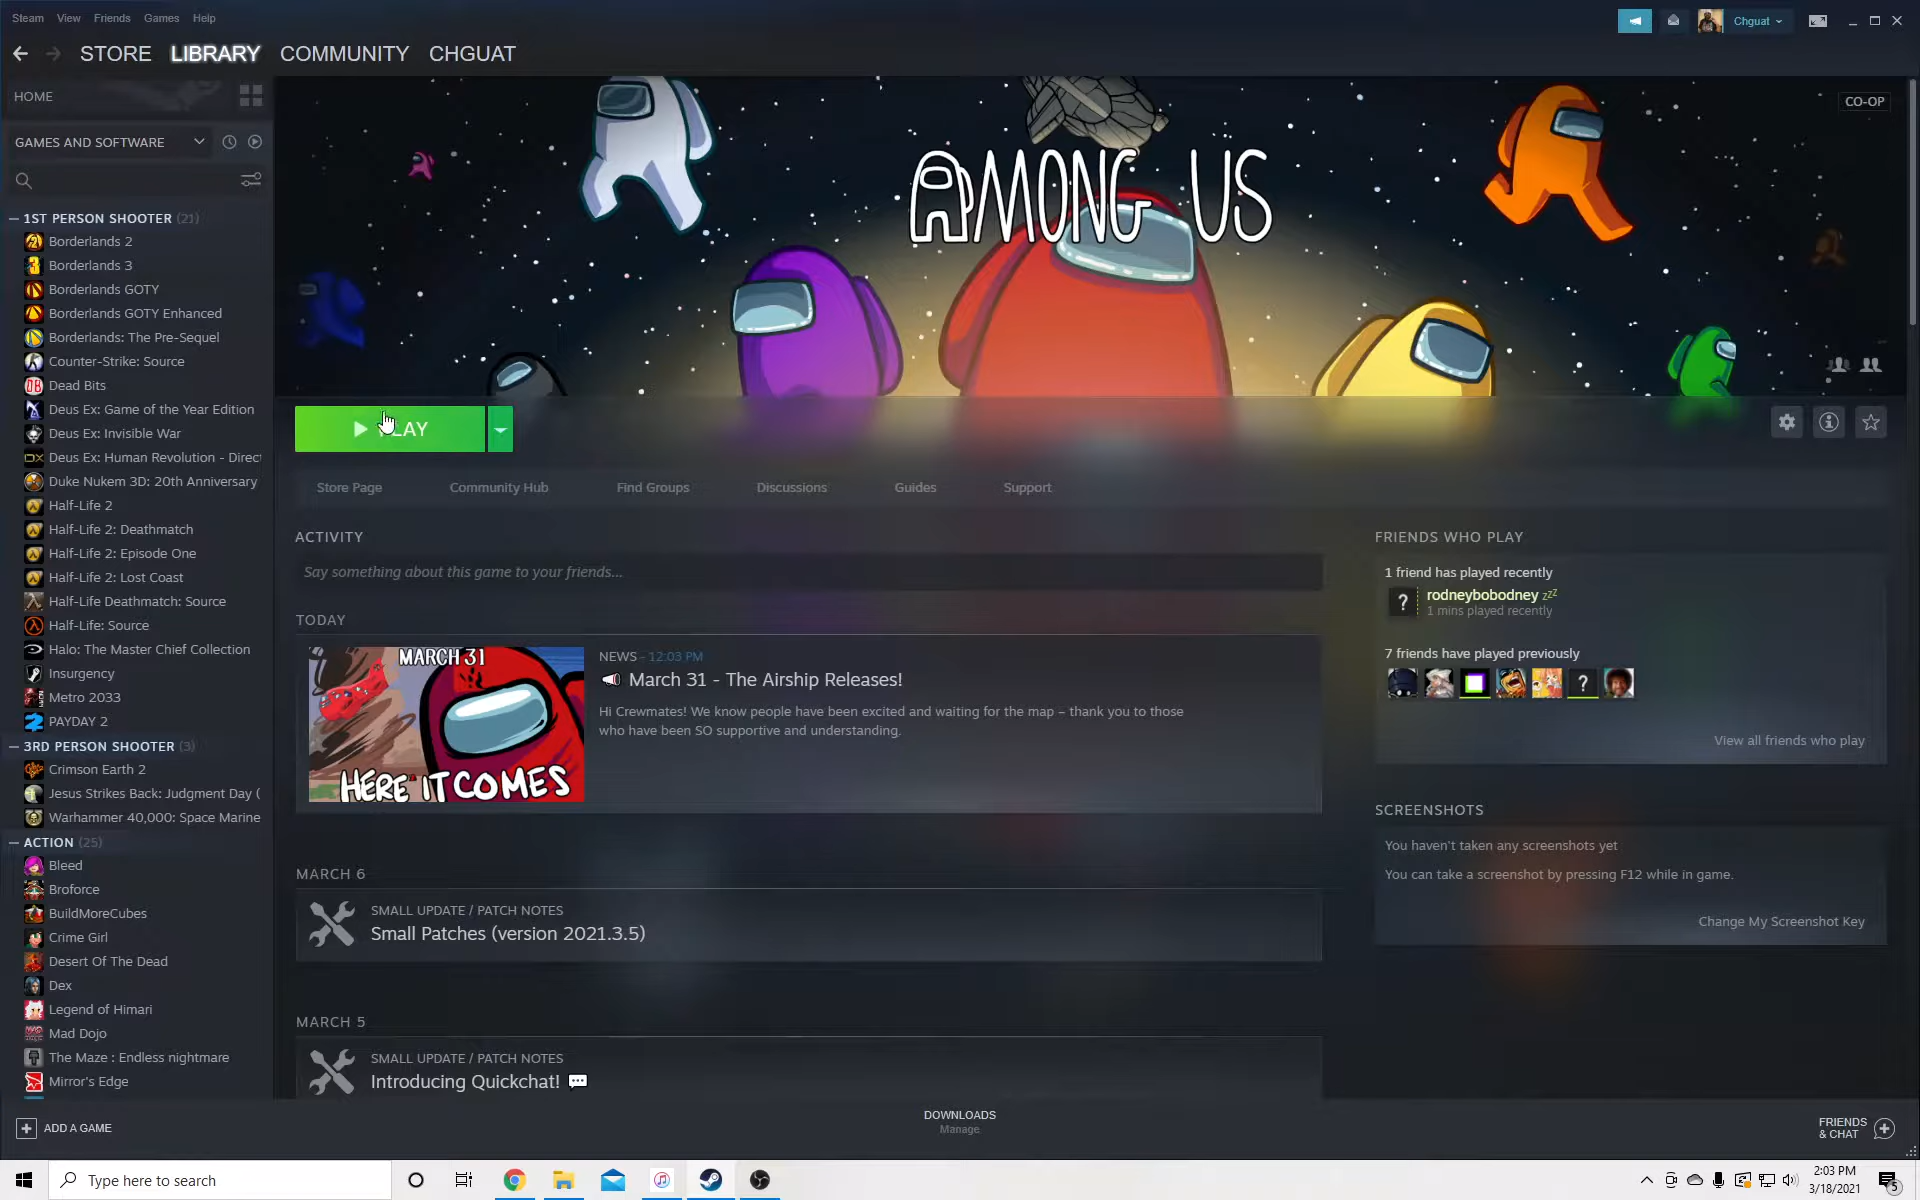 Steam View Friends Games Help
Chguat
STORE LIBRARY COMMUNITY CHGUAT
HOME
CO-OP
GAMES AND SOFTWARE
AMONG US
1ST PERSON SHOOTER (21)
Borderlands 2
Borderlands 3
Borderlands GOTY
Borderlands GOTY Enhanced
Borderlands: The Pre-Sequel
Counter-Strike: Source
Dead Bits
Deus Ex: Game of the Year Edition
Deus Ex: Invisible War
Deus Ex: Human Revolution - Direct
Duke Nukem 3D: 20th Anniversary
Half-Life 2
Half-Life 2: Deathmatch
Half-Life 2: Episode One
Half-Life 2: Lost Coast
Half-Life Deathmatch: Source
Half-Life: Source
Halo: The Master Chief Collection
Insurgency
Metro 2033
PAYDAY 2
3RD PERSON SHOOTER (3)
Crimson Earth 2
Jesus Strikes Back: Judgment Day (
Warhammer 40,000: Space Marine
ACTION (25)
Bleed
Broforce
BuildMoreCubes
Crime Girl
Desert Of The Dead
Dex
Legend of Himari
Mad Dojo
The Maze : Endless nightmare
Mirror's Edge
ADD A GAME
PLAY
Store Page Community Hub Find Groups Discussions Guides Support
ACTIVITY
Say something about this game to your friends...
TODAY
MARCH 31
HERE IT COMES
NEWS - 12:03 PM
March 31 - The Airship Releases!
Hi Crewmates! We know people have been excited and waiting for the map – thank you to those
who have been SO supportive and understanding.
MARCH 6
SMALL UPDATE / PATCH NOTES
Small Patches (version 2021.3.5)
MARCH 5
SMALL UPDATE / PATCH NOTES
Introducing Quickchat!
FRIENDS WHO PLAY
1 friend has played recently
rodneybobodney zzz
1 mins played recently
7 friends have played previously
View all friends who play
SCREENSHOTS
You haven't taken any screenshots yet
You can take a screenshot by pressing F12 while in game.
Change My Screenshot Key
DOWNLOADS
Manage
FRIENDS
& CHAT
Type here to search
2:03 PM
3/18/2021
5